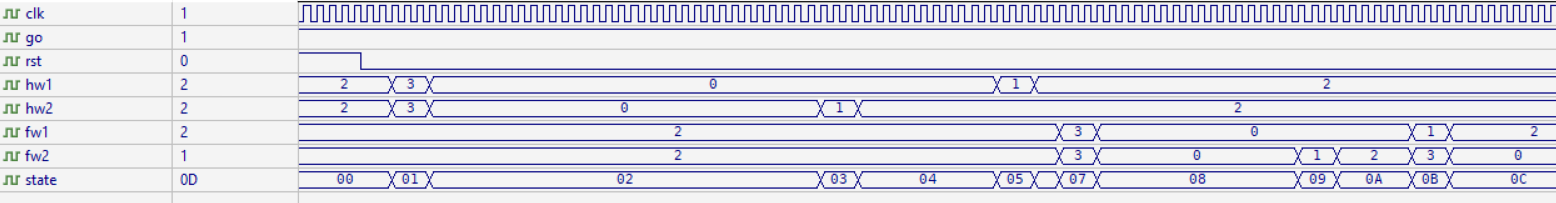 clk 1
go 1
rst 0
hw1 2 2 3 0 1 2
hw2 2 2 3 0 1 2
fw1 2 2 3 0 1 2
fw2 1 2 3 0 1 2 3 0
state 0D 00 01 02 03 04 05 07 08 09 0A 0B 0C